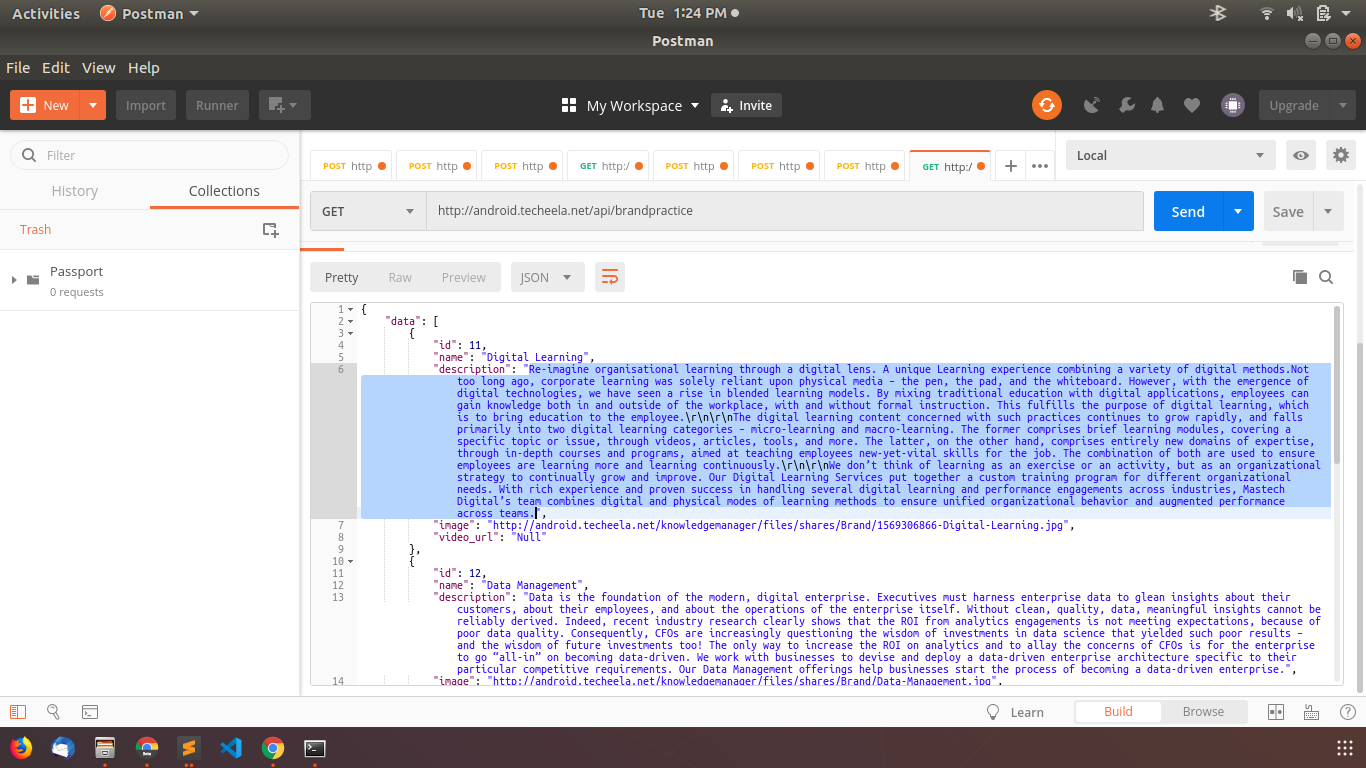 Activities Postman Tue 1:24 PM
Postman
File Edit View Help
New Import Runner My Workspace Invite Upgrade
Filter
History Collections
Trash
Passport
0 requests
POST http POST http POST http GET http:/ POST http POST http POST http GET http:/ + ••• Local
GET http://android.techeela.net/api/brandpractice Send Save
Pretty Raw Preview JSON
1 {
2 "data": [
3 {
4 "id": 11,
5 "name": "Digital Learning",
6 "description": "Re-imagine organisational learning through a digital lens. A unique Learning experience combining a variety of digital methods.Not
too long ago, corporate learning was solely reliant upon physical media – the pen, the pad, and the whiteboard. However, with the emergence of
digital technologies, we have seen a rise in blended learning models. By mixing traditional education with digital applications, employees can
gain knowledge both in and outside of the workplace, with and without formal instruction. This fulfills the purpose of digital learning, which
is to bring education to the employee.\r\n\r\nThe digital learning content concerned with such practices continues to grow rapidly, and falls
primarily into two digital learning categories – micro-learning and macro-learning. The former comprises brief learning modules, covering a
specific topic or issue, through videos, articles, tools, and more. The latter, on the other hand, comprises entirely new domains of expertise,
through in-depth courses and programs, aimed at teaching employees new-yet-vital skills for the job. The combination of both are used to ensure
employees are learning more and learning continuously.\r\n\r\nWe don’t think of learning as an exercise or an activity, but as an organizational
strategy to continually grow and improve. Our Digital Learning Services put together a custom training program for different organizational
needs. With rich experience and proven success in handling several digital learning and performance engagements across industries, Mastech
Digital’s team combines digital and physical modes of learning methods to ensure unified organizational behavior and augmented performance
across teams.",
7 "image": "http://android.techeela.net/knowledgemanager/files/shares/Brand/1569306866-Digital-Learning.jpg",
8 "video_url": "Null"
9 },
10 {
11 "id": 12,
12 "name": "Data Management",
13 "description": "Data is the foundation of the modern, digital enterprise. Executives must harness enterprise data to glean insights about their
customers, about their employees, and about the operations of the enterprise itself. Without clean, quality, data, meaningful insights cannot be
reliably derived. Indeed, recent industry research clearly shows that the ROI from analytics engagements is not meeting expectations, because of
poor data quality. Consequently, CFOs are increasingly questioning the wisdom of investments in data science that yielded such poor results –
and the wisdom of future investments too! The only way to increase the ROI on analytics and to allay the concerns of CFOs is for the enterprise
to go “all-in” on becoming data-driven. We work with businesses to devise and deploy a data-driven enterprise architecture specific to their
particular competitive requirements. Our Data Management offerings help businesses start the process of becoming a data-driven enterprise.",
14 "image": "http://android.techeela.net/knowledgemanager/files/shares/Brand/Data-Management.jpg",
Learn Build Browse